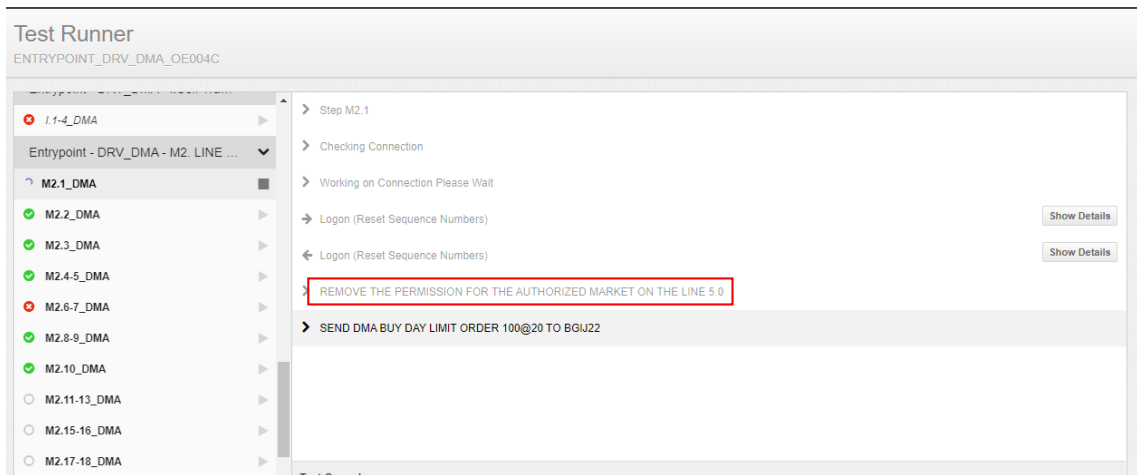 Test Runner
ENTRYPOINT_DRV_DMA_OE004C
I.1-4_DMA
Entrypoint - DRV_DMA - M2. LINE ...
M2.1_DMA
M2.2_DMA
M2.3_DMA
M2.4-5_DMA
M2.6-7_DMA
M2.8-9_DMA
M2.10_DMA
M2.11-13_DMA
M2.15-16_DMA
M2.17-18_DMA
Step M2.1
Checking Connection
Working on Connection Please Wait
Logon (Reset Sequence Numbers) Show Details
Logon (Reset Sequence Numbers) Show Details
REMOVE THE PERMISSION FOR THE AUTHORIZED MARKET ON THE LINE 5.0
SEND DMA BUY DAY LIMIT ORDER 100@20 TO BGIJ22